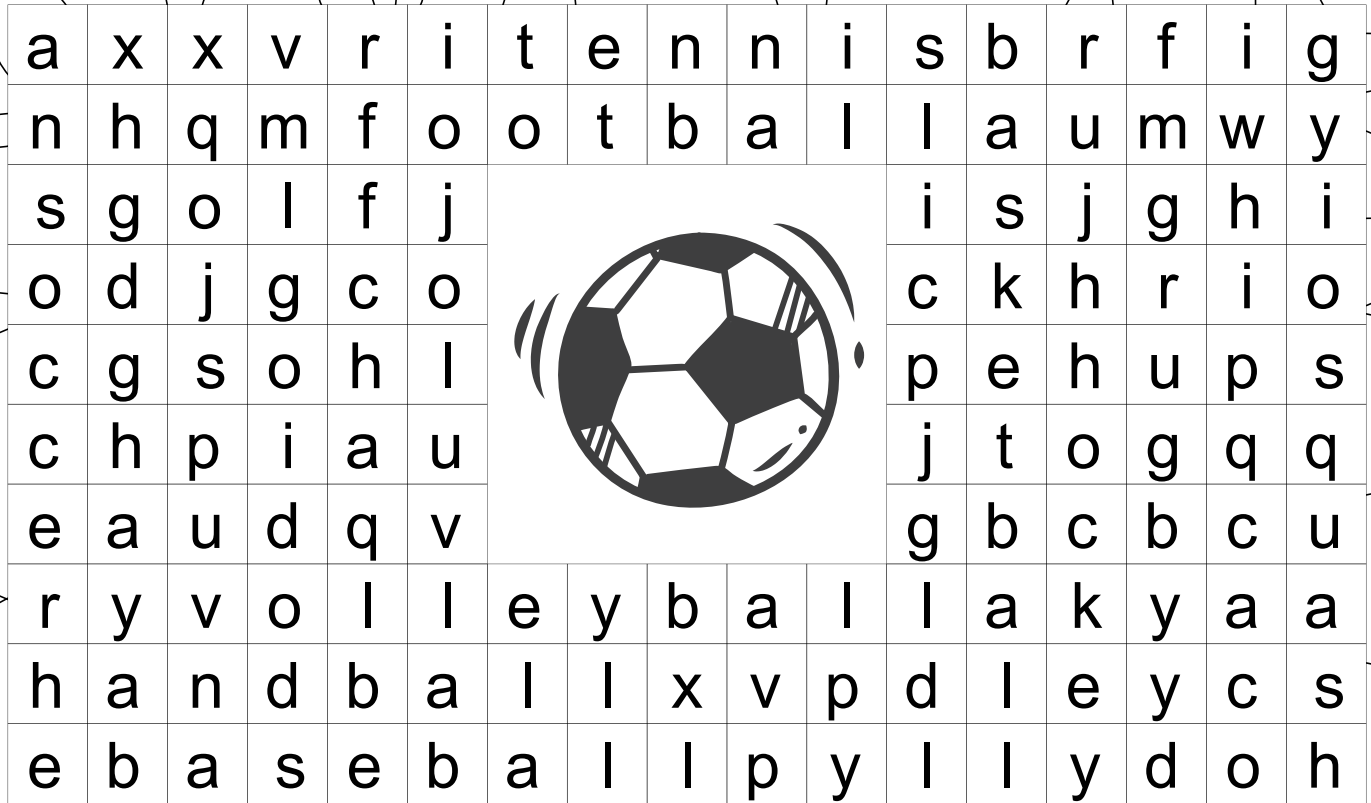 a x x v r i t e n n i s b r f i g
n h q m f o o t b a l l a u m w y
s g o l f j i s j g h i
o d j g c o c k h r i o
c g s o h l p e h u p s
c h p i a u j t o g q q
e a u d q v g b c b c u
r y v o l l e y b a l l a k y a a
h a n d b a l l x v p d l e y c s
e b a s e b a l l p y l l y d o h